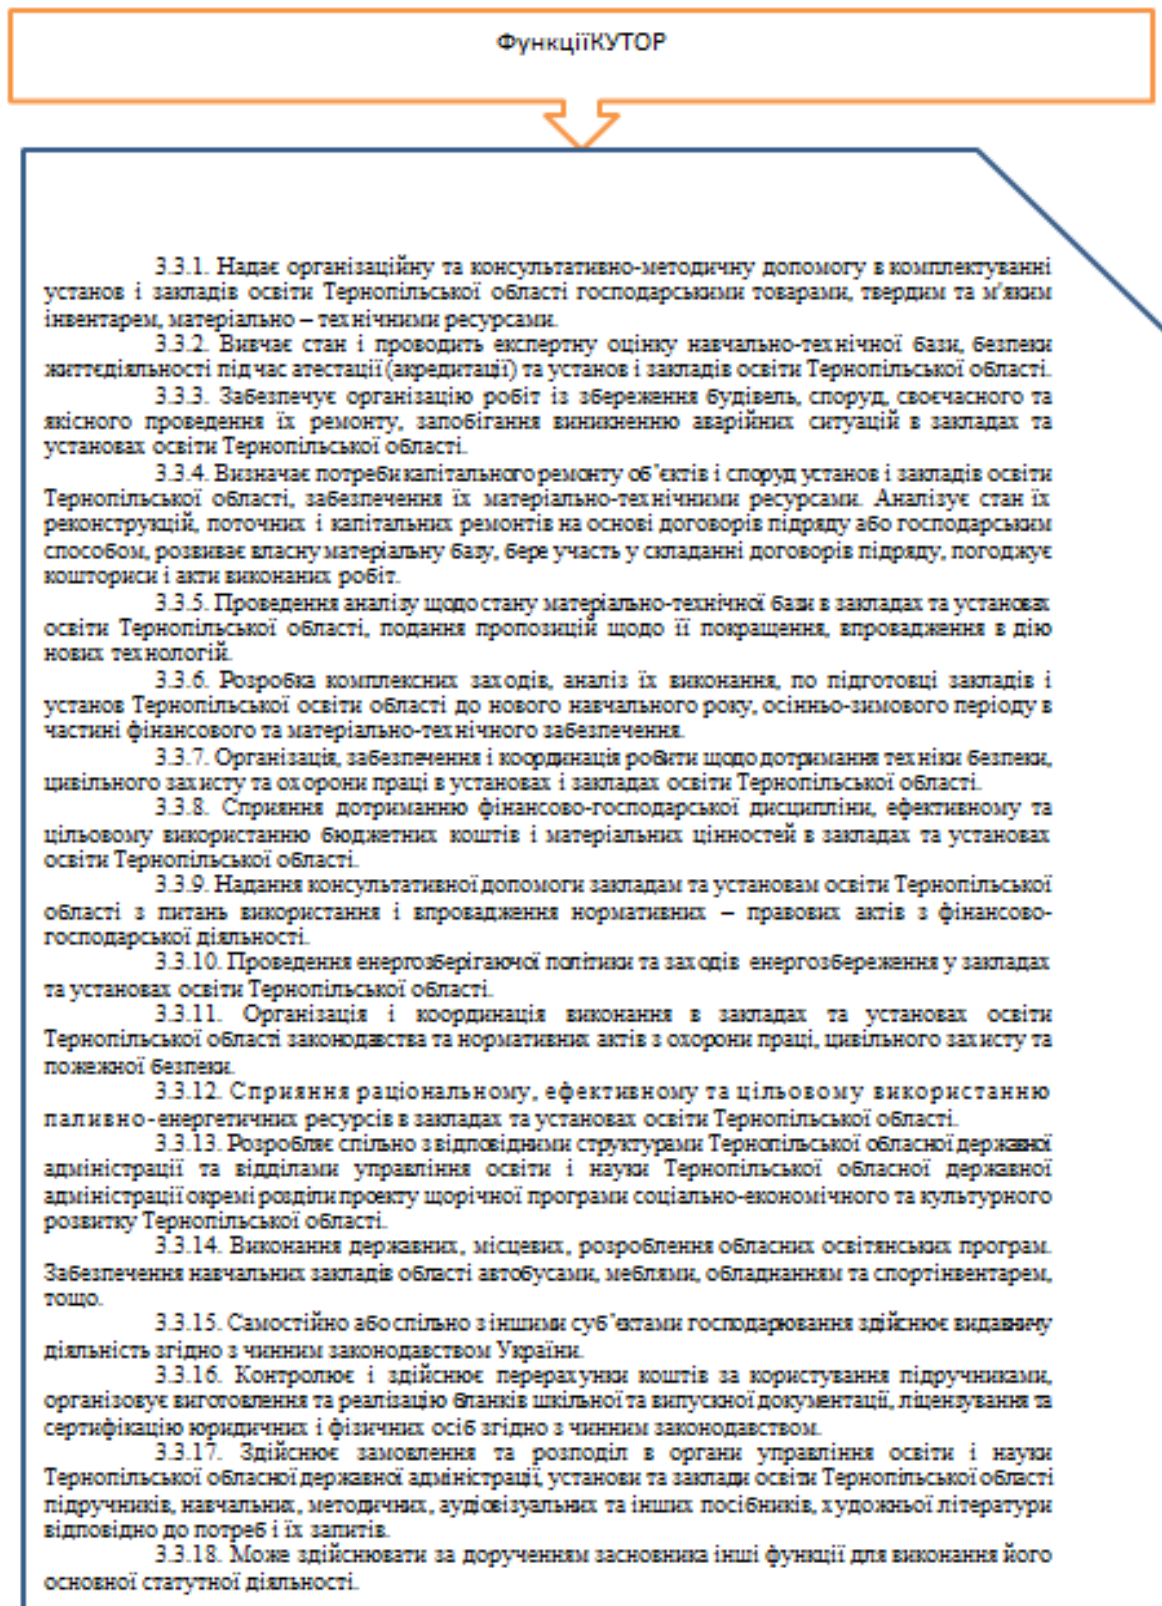 ФункціїКУТОР
3.3.1. Надає організаційну та консультативно-методичну допомогу в комплектуванні
установ і закладів освіти Тернопільської області господарськими товарами, твердим та м'яким
інвентарем, матеріально – технічними ресурсами.
3.3.2. Вивчає стан і проводить експертну оцінку навчально-технічної бази, безпеки
життєдіяльності під час атестації (акредитації) та установ і закладів освіти Тернопільської області.
3.3.3. Забезпечує організацію робіт із збереження будівель, споруд, своєчасного та
якісного проведення їх ремонту, запобігання виникненню аварійних ситуацій в закладах та
установах освіти Тернопільської області.
3.3.4. Визначає потреби капітального ремонту об'єктів і споруд установ і закладів освіти
Тернопільської області, забезпечення їх матеріально-технічними ресурсами. Аналізує стан їх
реконструкцій, поточних і капітальних ремонтів на основі договорів підряду або господарським
способом, розвиває власну матеріальну базу, бере участь у складанні договорів підряду, погоджує
кошториси і акти виконаних робіт.
3.3.5. Проведення аналізу щодо стану матеріально-технічної бази в закладах та установах
освіти Тернопільської області, подання пропозицій щодо її покращення, впровадження в дію
нових технологій.
3.3.6. Розробка комплексних заходів, аналіз їх виконання, по підготовці закладів і
установ Тернопільської освіти області до нового навчального року, осінньо-зимового періоду в
частині фінансового та матеріально-технічного забезпечення.
3.3.7. Організація, забезпечення і координація робити щодо дотримання техніки безпеки,
цивільного захисту та охорони праці в установах і закладах освіти Тернопільської області.
3.3.8. Сприяння дотриманню фінансово-господарської дисципліни, ефективному та
цільовому використанню бюджетних коштів і матеріальних цінностей в закладах та установах
освіти Тернопільської області.
3.3.9. Надання консультативної допомоги закладам та установам освіти Тернопільської
області з питань використання і впровадження нормативних – правових актів з фінансово-
господарської діяльності.
3.3.10. Проведення енергозберігаючої політики та заходів енергозбереження у закладах
та установах освіти Тернопільської області.
3.3.11. Організація і координація виконання в закладах та установах освіти
Тернопільської області законодавства та нормативних актів з охорони праці, цивільного захисту та
пожежної безпеки.
3.3.12. Сприяння раціональному, ефективному та цільовому використанню
паливно-енергетичних ресурсів в закладах та установах освіти Тернопільської області.
3.3.13. Розробляє спільно з відповідними структурами Тернопільської обласної державної
адміністрації та відділами управління освіти і науки Тернопільської обласної державної
адміністрації окремі розділи проекту щорічної програми соціально-економічного та культурного
розвитку Тернопільської області.
3.3.14. Виконання державних, місцевих, розроблення обласних освітянських програм.
Забезпечення навчальних закладів області автобусами, меблями, обладнанням та спортінвентарем,
тощо.
3.3.15. Самостійно або спільно з іншими суб'єктами господарювання здійснює видавничу
діяльність згідно з чинним законодавством України.
3.3.16. Контролює і здійснює перерахунки коштів за користування підручниками,
організовує виготовлення та реалізацію бланків шкільної та випускної документації, ліцензування та
сертифікацію юридичних і фізичних осіб згідно з чинним законодавством.
3.3.17. Здійснює замовлення та розподіл в органи управління освіти і науки
Тернопільської обласної державної адміністрації, установи та заклади освіти Тернопільської області
підручників, навчальних, методичних, аудіовізуальних та інших посібників, художньої літератури
відповідно до потреб і їх запитів.
3.3.18. Може здійснювати за дорученням засновника інші функції для виконання його
основної статутної діяльності.